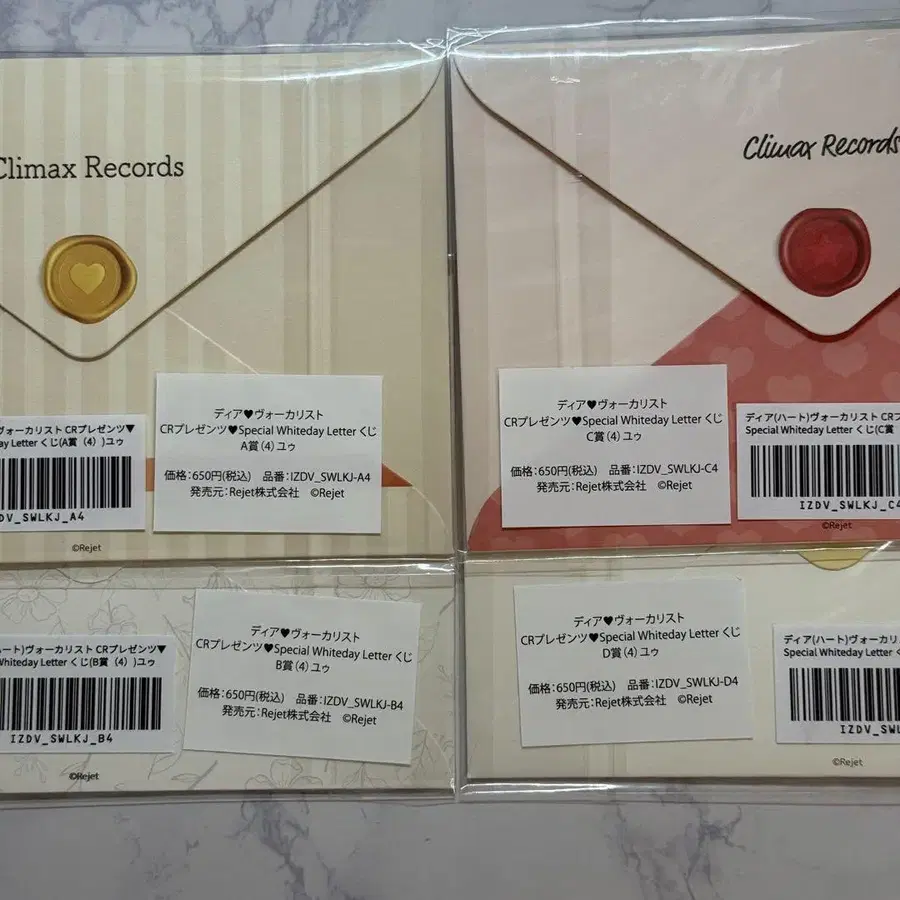 Climax Records
ヴォーカリスト CRプレゼンツ▼
day Letter くじ(A賞（4）)ユゥ
DV_SWLKJ_A4
©Rejet
ディア♥ヴォーカリスト
CRプレゼンツ♥Special Whiteday Letter くじ
A賞（4）ユゥ
価格：650円(税込)　品番：IZDV_SWLKJ-A4
発売元：Rejet株式会社　©Rejet
Climax Records
ディア♥ヴォーカリスト
CRプレゼンツ♥Special Whiteday Letter くじ
C賞（4）ユゥ
価格：650円(税込)　品番：IZDV_SWLKJ-C4
発売元：Rejet株式会社　©Rejet
ディア(ハート)ヴォーカリスト CRプ
Special Whiteday Letter くじ(C賞
IZDV_SWLKJ_C4
©Rejet
ハート)ヴォーカリスト CRプレゼンツ▼
Whiteday Letter くじ(B賞（4）)ユゥ
IZDV_SWLKJ_B4
©Rejet
ディア♥ヴォーカリスト
CRプレゼンツ♥Special Whiteday Letter くじ
B賞（4）ユゥ
価格：650円(税込)　品番：IZDV_SWLKJ-B4
発売元：Rejet株式会社　©Rejet
ディア♥ヴォーカリスト
CRプレゼンツ♥Special Whiteday Letter くじ
D賞（4）ユゥ
価格：650円(税込)　品番：IZDV_SWLKJ-D4
発売元：Rejet株式会社　©Rejet
ディア(ハート)ヴォーカリス
Special Whiteday Letter
IZDV_SWL
©Rejet